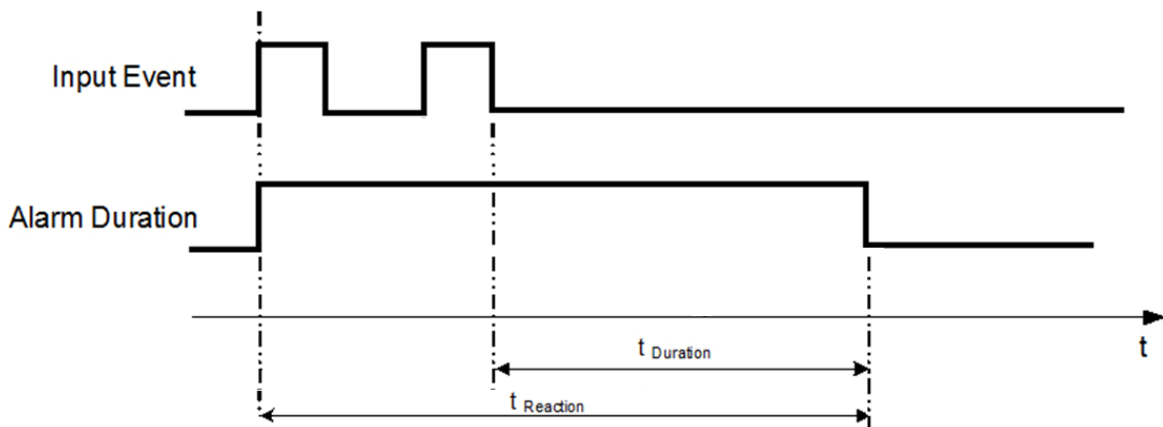 Input Event
Alarm Duration
t
t Duration
t Reaction